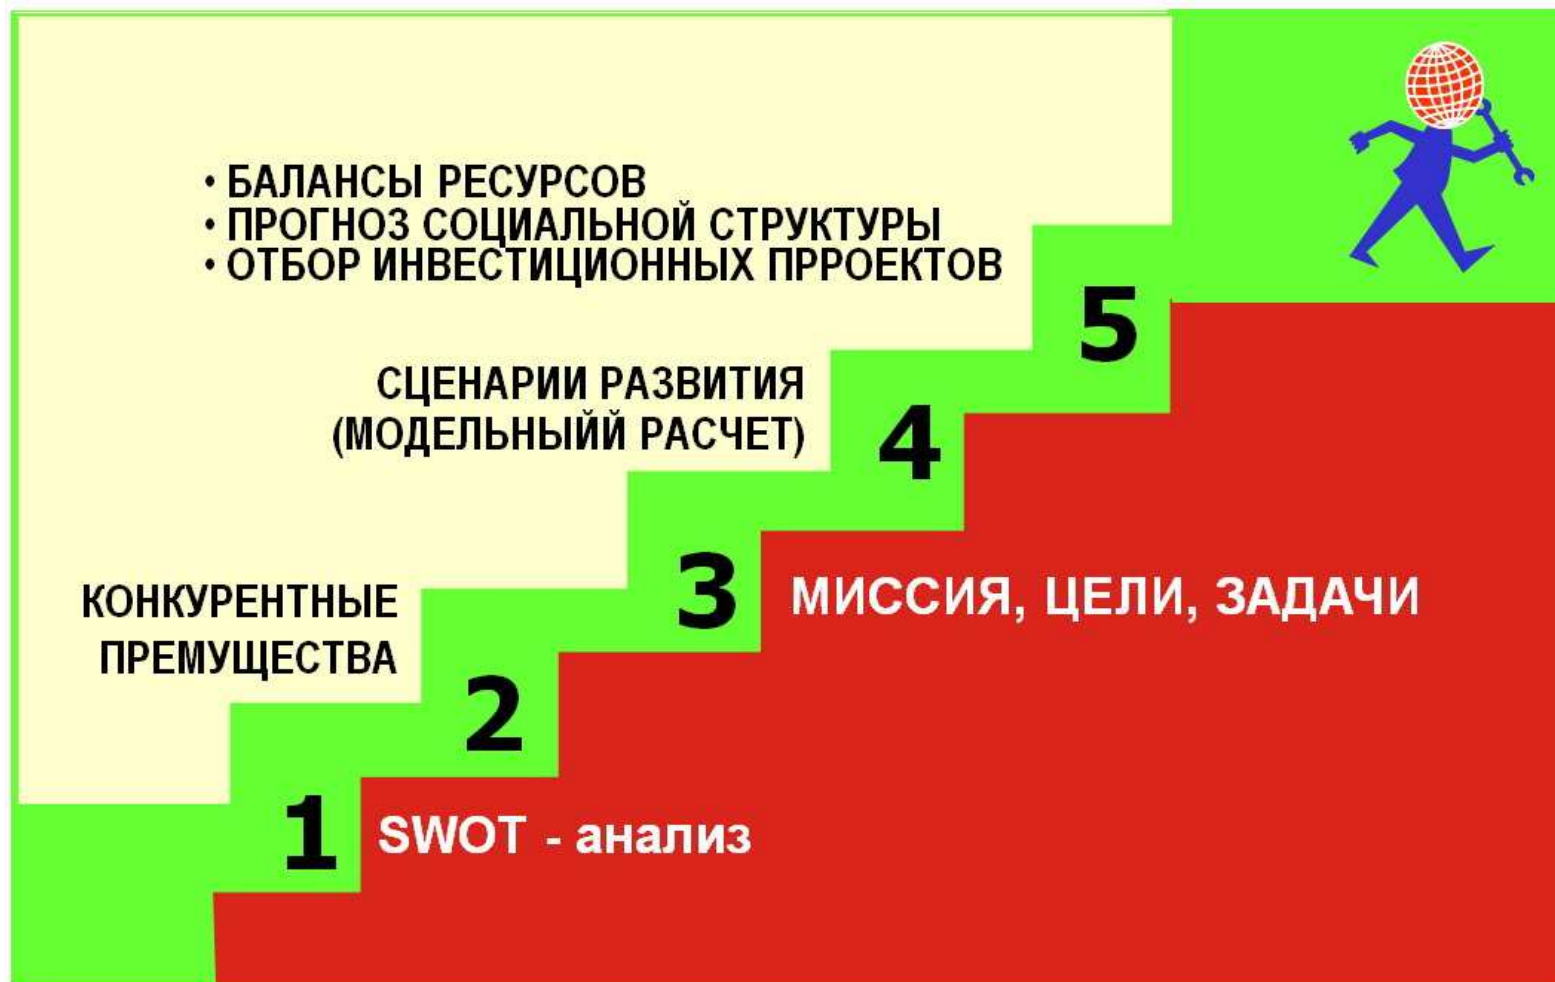 • БАЛАНСЫ РЕСУРСОВ
• ПРОГНОЗ СОЦИАЛЬНОЙ СТРУКТУРЫ
• ОТБОР ИНВЕСТИЦИОННЫХ ПРРОЕКТОВ
5
СЦЕНАРИИ РАЗВИТИЯ
(МОДЕЛЬНЫЙЙ РАСЧЕТ)
4
3
МИССИЯ, ЦЕЛИ, ЗАДАЧИ
КОНКУРЕНТНЫЕ
ПРЕМУЩЕСТВА
2
1
SWOT - анализ